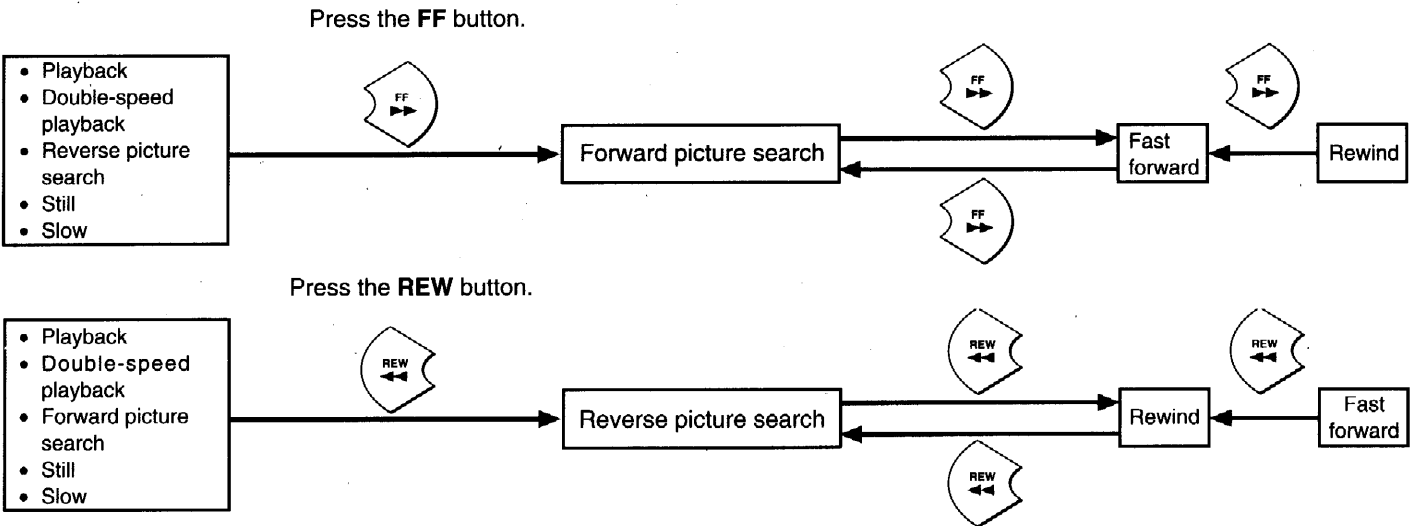 Press the FF button.
• Playback
• Double-speed
playback
• Reverse picture
search
• Still
• Slow
FF
Forward picture search
FF
FF
Fast
forward
FF
Rewind
Press the REW button.
• Playback
• Double-speed
playback
• Forward picture
search
• Still
• Slow
REW
Reverse picture search
REW
REW
Rewind
REW
Fast
forward